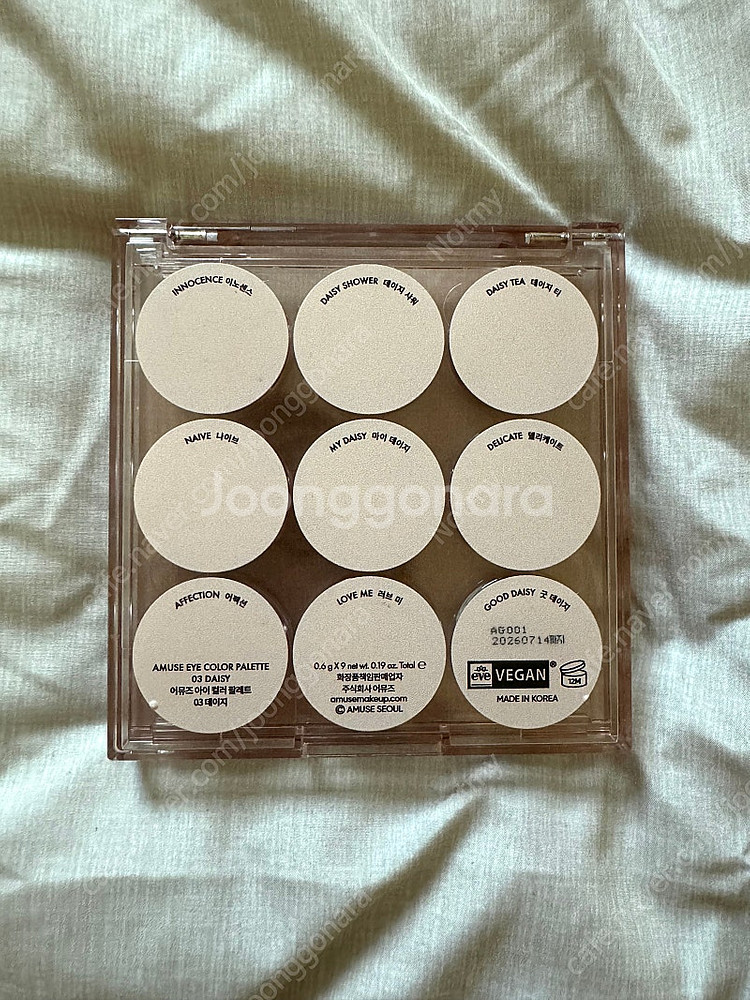 INNOCENCE 이노센스
DAISY SHOWER 데이지 샤워
DAISY TEA 데이지 티
NAIVE 나이브
MY DAISY 마이 데이지
DELICATE 델리케이트
Joonggonara
AFFECTION 어펙션
AMUSE EYE COLOR PALETTE
03 DAISY
어뮤즈 아이 컬러 팔레트
03 데이지
LOVE ME 러브 미
0.6 g X 9 net wt. 0.19 oz. Total ℮
화장품책임판매업자
주식회사 어뮤즈
amusemakeup.com
© AMUSE SEOUL
GOOD DAISY 굿 데이지
AG001
20260714까지
eve VEGAN®
12M
MADE IN KOREA